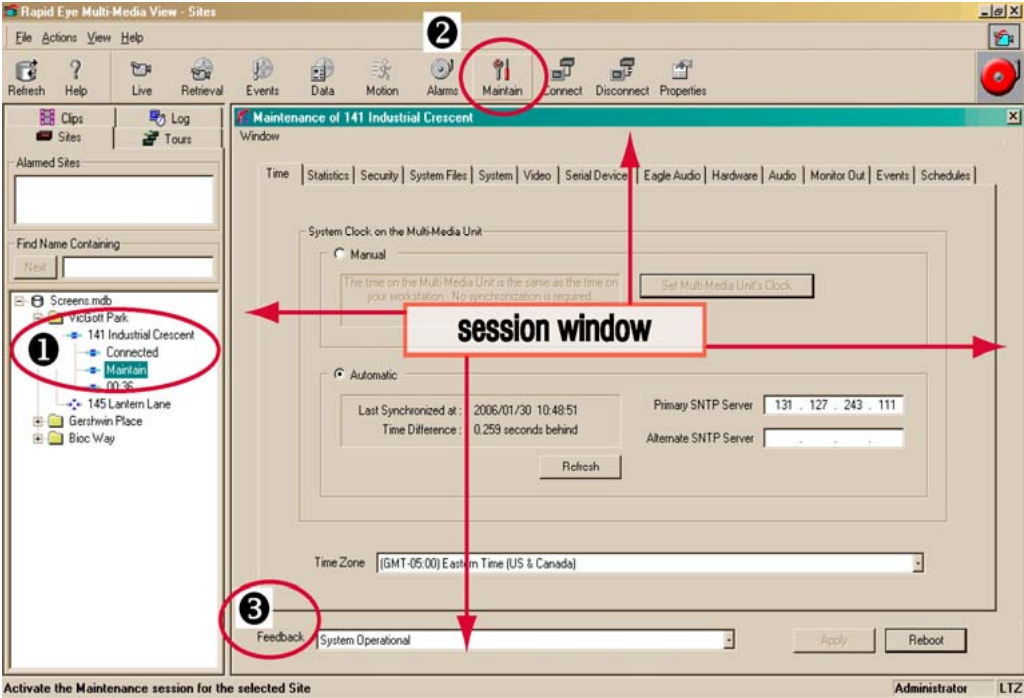 Rapid Eye Multi-Media View - Sites
File Actions View Help
❷
Refresh Help Live Retrieval Events Data Motion Alarms Maintain Connect Disconnect Properties
Clips Log
Sites Tours
Alarmed Sites
Find Name Containing
Next
Screens.mdb
VicGott Park
❶
141 Industrial Crescent
Connected
Maintain
00:36
145 Lantern Lane
Gershwin Place
Bloc Way
Maintenance of 141 Industrial Crescent
Window
Time Statistics Security System Files System Video Serial Devices Eagle Audio Hardware Audio Monitor Out Events Schedules
System Clock on the Multi-Media Unit
Manual
The time on the Multi-Media Unit is the same as the time on
your workstation. No synchronization is required.
Set Multi-Media Unit's Clock
session window
Automatic
Last Synchronized at : 2006/01/30 10:48:51
Time Difference : 0.259 seconds behind
Refresh
Primary SNTP Server 131 . 127 . 243 . 111
Alternate SNTP Server . . .
Time Zone (GMT-05:00) Eastern Time (US & Canada)
❸
Feedback System Operational
Apply Reboot
Activate the Maintenance session for the selected Site
Administrator LTZ